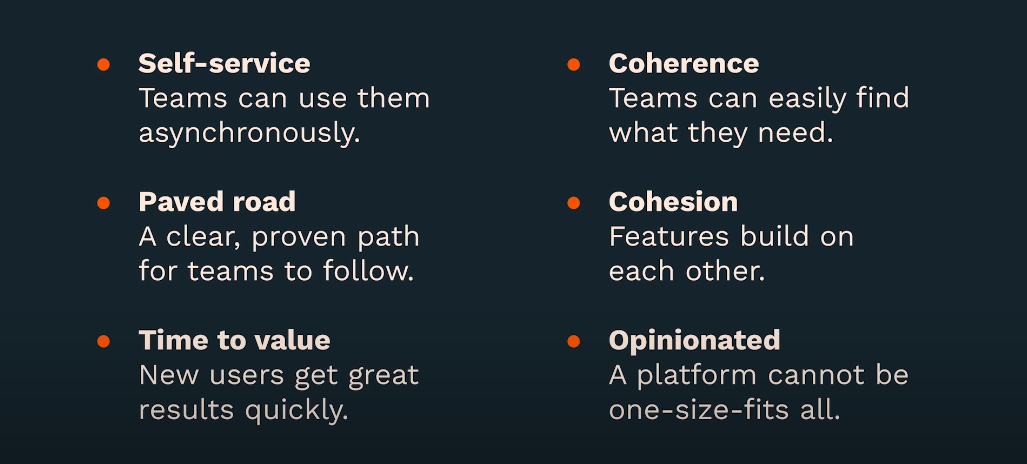 Self-service
Teams can use them
asynchronously.
Paved road
A clear, proven path
for teams to follow.
Time to value
New users get great
results quickly.
Coherence
Teams can easily find
what they need.
Cohesion
Features build on
each other.
Opinionated
A platform cannot be
one-size-fits all.